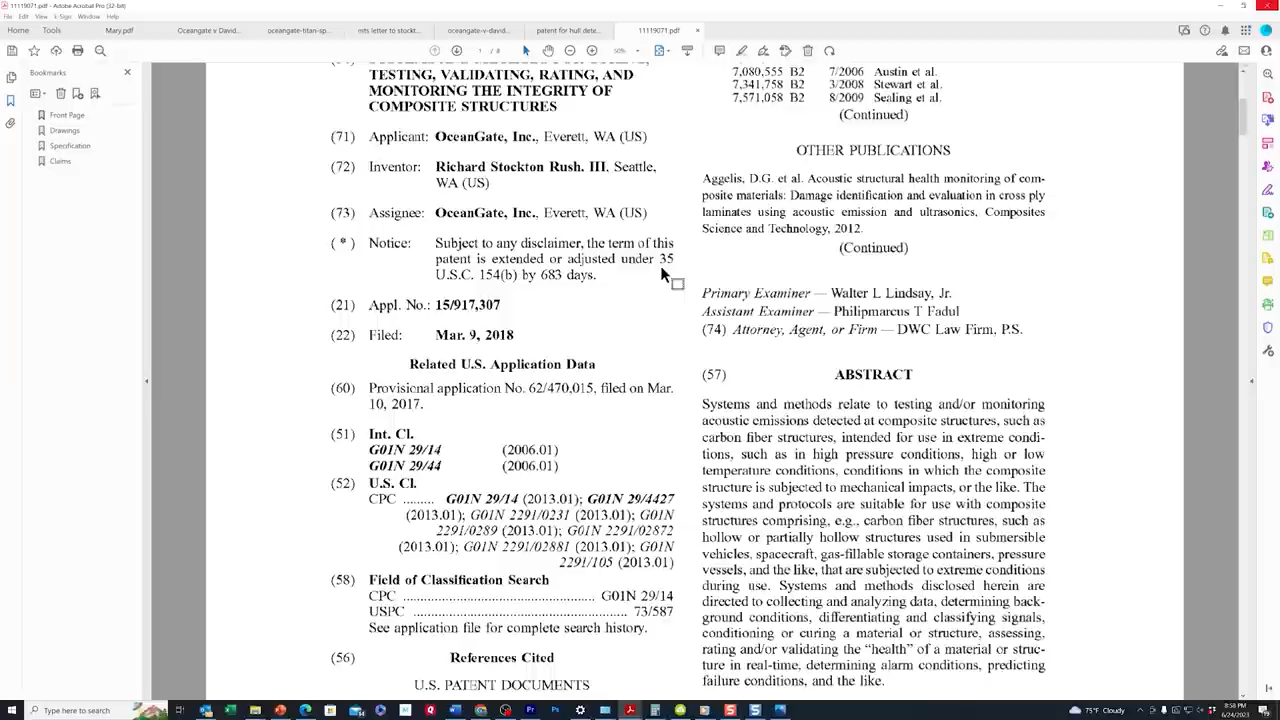 11119071.pdf - Adobe Acrobat Pro (32-bit)
File Edit View E-Sign Window Help
Home Tools Mary.pdf Oceangate v David... oceangate-titan-sp... mts letter to stockt... oceangate-v-david... patent for hull dete... 11119071.pdf ×
1 / 8 50%
Bookmarks
Front Page
Drawings
Specification
Claims
TESTING, VALIDATING, RATING, AND
MONITORING THE INTEGRITY OF
COMPOSITE STRUCTURES
(71) Applicant: OceanGate, Inc., Everett, WA (US)
(72) Inventor: Richard Stockton Rush, III, Seattle,
WA (US)
(73) Assignee: OceanGate, Inc., Everett, WA (US)
( * ) Notice: Subject to any disclaimer, the term of this
patent is extended or adjusted under 35
U.S.C. 154(b) by 683 days.
(21) Appl. No.: 15/917,307
(22) Filed: Mar. 9, 2018
Related U.S. Application Data
(60) Provisional application No. 62/470,015, filed on Mar.
10, 2017.
(51) Int. Cl.
G01N 29/14 (2006.01)
G01N 29/44 (2006.01)
(52) U.S. Cl.
CPC ......... G01N 29/14 (2013.01); G01N 29/4427
(2013.01); G01N 2291/0231 (2013.01); G01N
2291/0289 (2013.01); G01N 2291/02872
(2013.01); G01N 2291/02881 (2013.01); G01N
2291/105 (2013.01)
(58) Field of Classification Search
CPC ..................................................... G01N 29/14
USPC ..................................................... 73/587
See application file for complete search history.
(56) References Cited
U.S. PATENT DOCUMENTS
7,080,555 B2 7/2006 Austin et al.
7,341,758 B2 3/2008 Stewart et al.
7,571,058 B2 8/2009 Sealing et al.
(Continued)
OTHER PUBLICATIONS
Aggelis, D.G. et al. Acoustic structural health monitoring of com-
posite materials: Damage identification and evaluation in cross ply
laminates using acoustic emission and ultrasonics, Composites
Science and Technology, 2012.
(Continued)
Primary Examiner — Walter L Lindsay, Jr.
Assistant Examiner — Philipmarcus T Fadul
(74) Attorney, Agent, or Firm — DWC Law Firm, P.S.
(57) ABSTRACT
Systems and methods relate to testing and/or monitoring
acoustic emissions detected at composite structures, such as
carbon fiber structures, intended for use in extreme condi-
tions, such as in high pressure conditions, high or low
temperature conditions, conditions in which the composite
structure is subjected to mechanical impacts, or the like. The
systems and protocols are suitable for use with composite
structures comprising, e.g., carbon fiber structures, such as
hollow or partially hollow structures used in submersible
vehicles, spacecraft, gas-fillable storage containers, pressure
vessels, and the like, that are subjected to extreme conditions
during use. Systems and methods disclosed herein are
directed to collecting and analyzing data, determining back-
ground conditions, differentiating and classifying signals,
conditioning or curing a material or structure, assessing,
rating and/or validating the “health” of a material or struc-
ture in real-time, determining alarm conditions, predicting
failure conditions, and the like.
Type here to search
75°F Cloudy
8:58 PM
6/24/2023